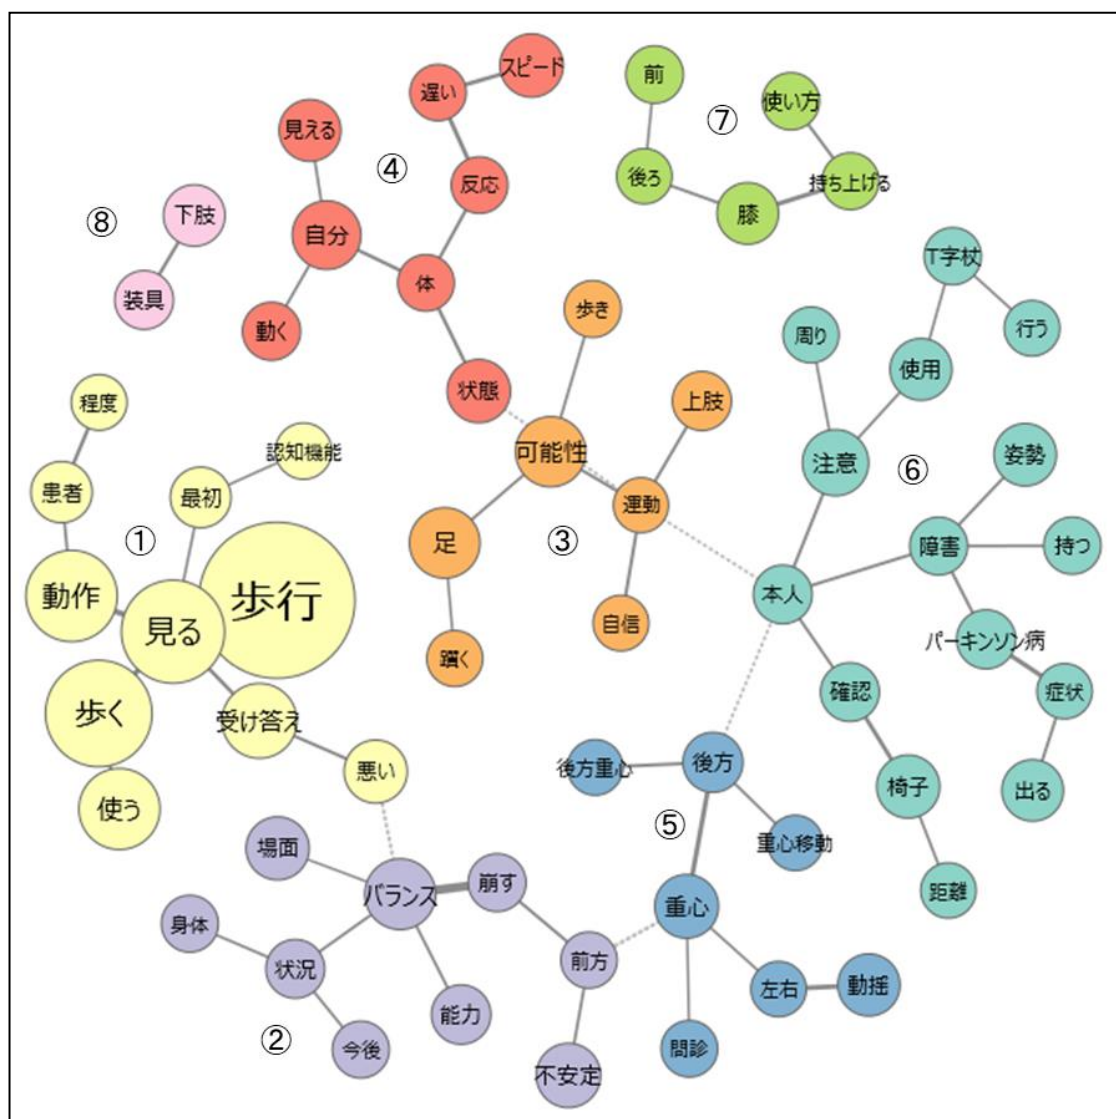 スピード
遅い
前
使い方
⑦
見える
④
反応
後ろ
膝
持ち上げる
⑧
下肢
自分
体
装具
動く
状態
T字杖
周り
使用
行う
歩き
上肢
可能性
注意
⑥
姿勢
運動
足
③
障害
持つ
自信
躓く
本人
パーキンソン病
確認
症状
椅子
出る
距離
程度
認知機能
患者
最初
①
動作
見る
歩行
歩く
受け答え
使う
悪い
後方重心
後方
⑤
重心移動
場面
バランス
崩す
重心
身体
状況
前方
能力
左右
動揺
②
今後
不安定
問診